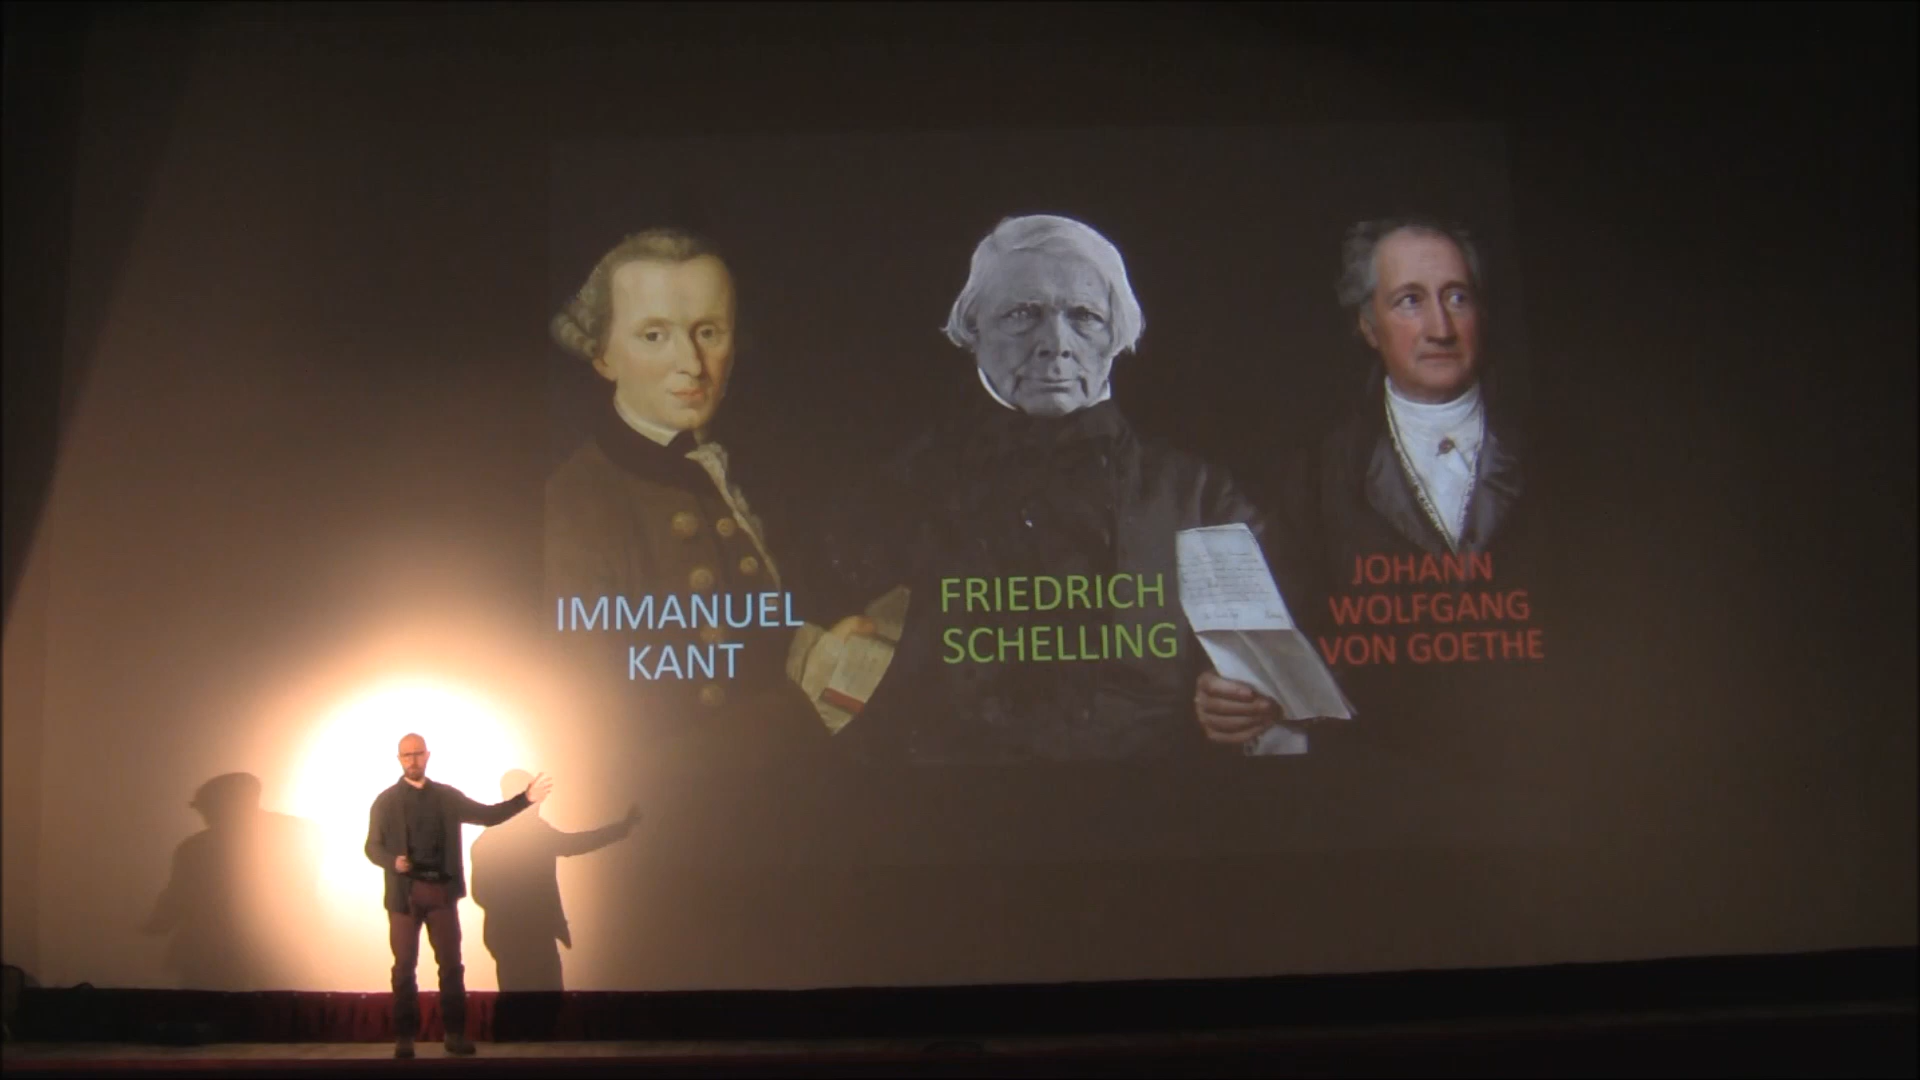 IMMANUEL
KANT
FRIEDRICH
SCHELLING
JOHANN
WOLFGANG
VON GOETHE